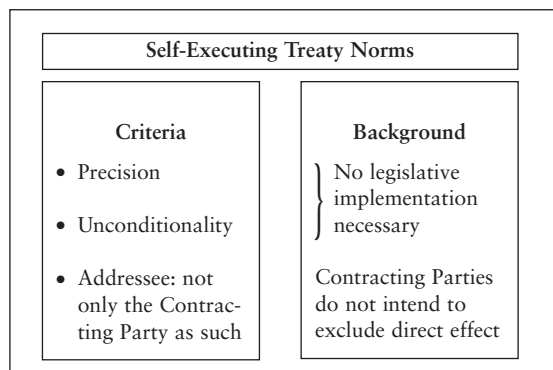 Self-Executing Treaty Norms
Criteria
• Precision
• Unconditionality
• Addressee: not
only the Contrac-
ting Party as such
Background
No legislative
implementation
necessary
Contracting Parties
do not intend to
exclude direct effect